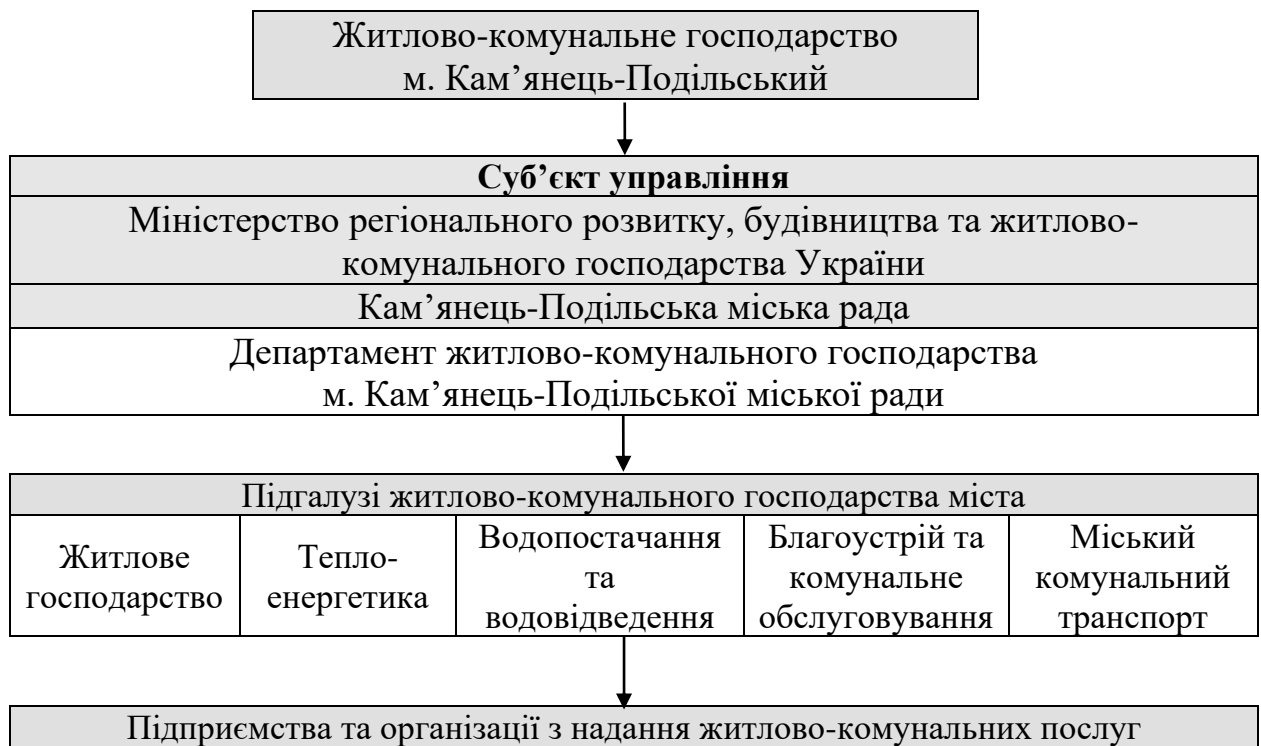 Житлово-комунальне господарство
м. Кам’янець-Подільський
Суб’єкт управління
Міністерство регіонального розвитку, будівництва та житлово-
комунального господарства України
Кам’янець-Подільська міська рада
Департамент житлово-комунального господарства
м. Кам’янець-Подільської міської ради
Підгалузі житлово-комунального господарства міста
Житлове
господарство
Тепло-
енергетика
Водопостачання
та
водовідведення
Благоустрій та
комунальне
обслуговування
Міський
комунальний
транспорт
Підприємства та організації з надання житлово-комунальних послуг